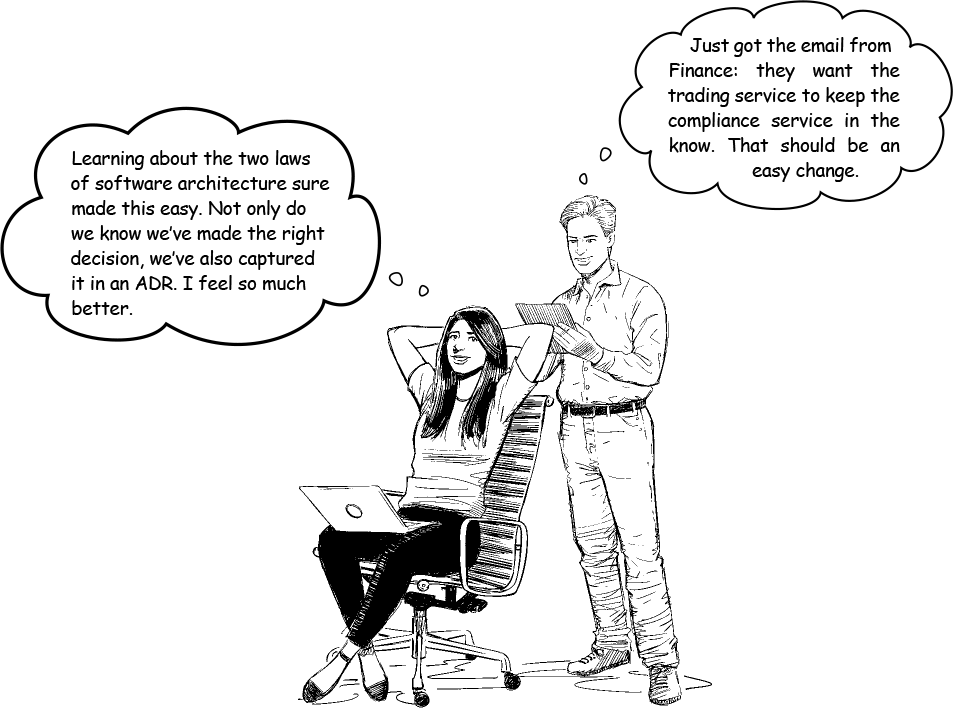 Learning about the two laws
of software architecture sure
made this easy. Not only do
we know we’ve made the right
decision, we’ve also captured
it in an ADR. I feel so much
better.
Just got the email from
Finance: they want the
trading service to keep the
compliance service in the
know. That should be an
easy change.